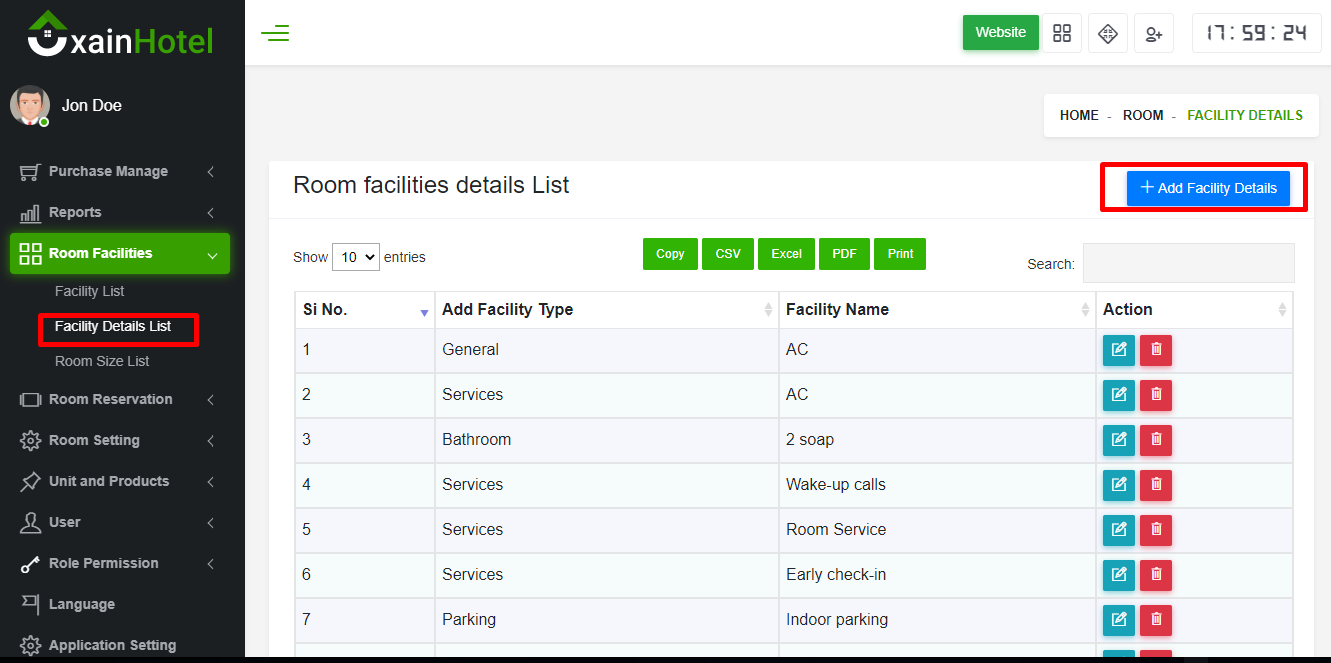 xainHotel
Jon Doe
Purchase Manage
Reports
Room Facilities
Facility List
Facility Details List
Room Size List
Room Reservation
Room Setting
Unit and Products
User
Role Permission
Language
Application Setting
Website
17:59:24
HOME - ROOM - FACILITY DETAILS
Room facilities details List
+ Add Facility Details
Show 10 entries
Copy CSV Excel PDF Print
Search:
Si No. Add Facility Type Facility Name Action
1 General AC
2 Services AC
3 Bathroom 2 soap
4 Services Wake-up calls
5 Services Room Service
6 Services Early check-in
7 Parking Indoor parking